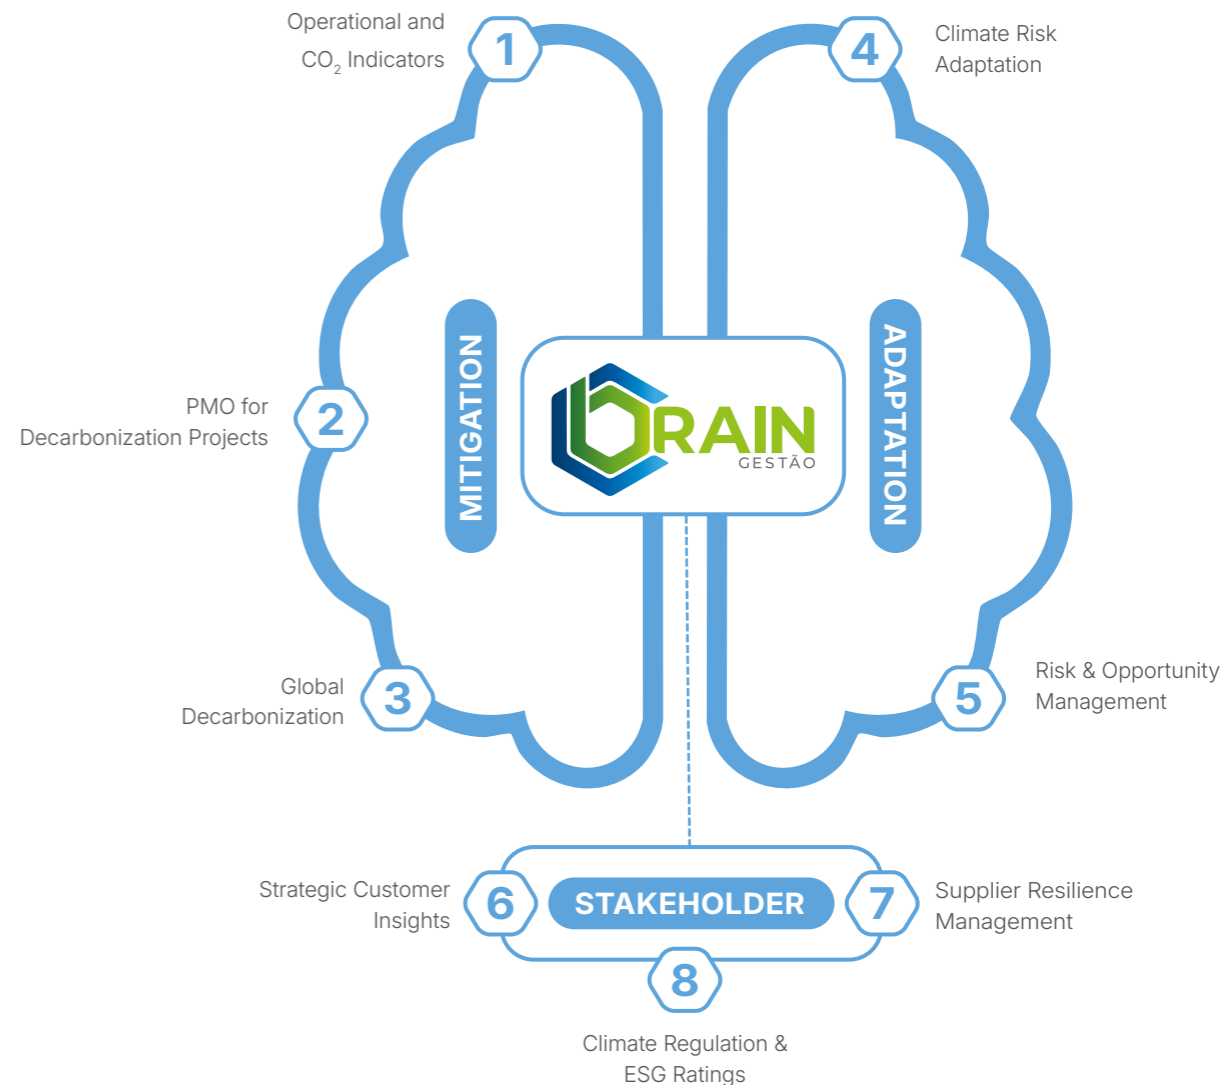 Operational and
CO₂ Indicators
1
4
Climate Risk
Adaptation
PMO for
Decarbonization Projects
2
MITIGATION
bRAIN
GESTÃO
ADAPTATION
Global
Decarbonization
3
5
Risk & Opportunity
Management
Strategic Customer
Insights
6
STAKEHOLDER
7
Supplier Resilience
Management
8
Climate Regulation &
ESG Ratings